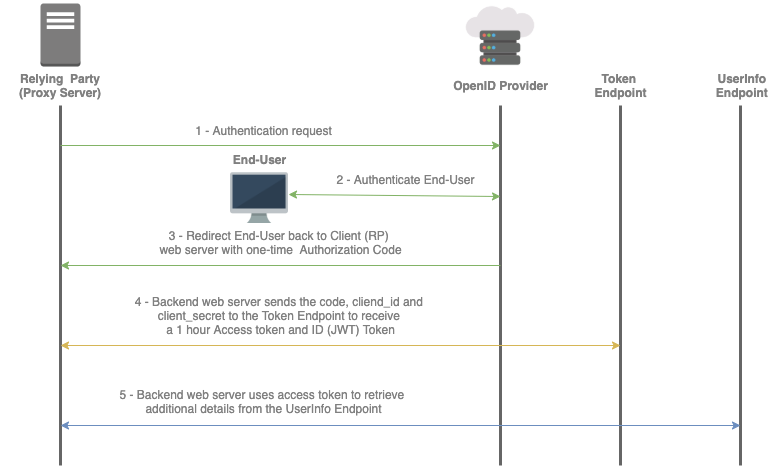 Relying Party
(Proxy Server)
OpenID Provider
Token
Endpoint
UserInfo
Endpoint
1 - Authentication request
End-User
2 - Authenticate End-User
3 - Redirect End-User back to Client (RP)
web server with one-time Authorization Code
4 - Backend web server sends the code, cliend_id and
client_secret to the Token Endpoint to receive
a 1 hour Access token and ID (JWT) Token
5 - Backend web server uses access token to retrieve
additional details from the UserInfo Endpoint